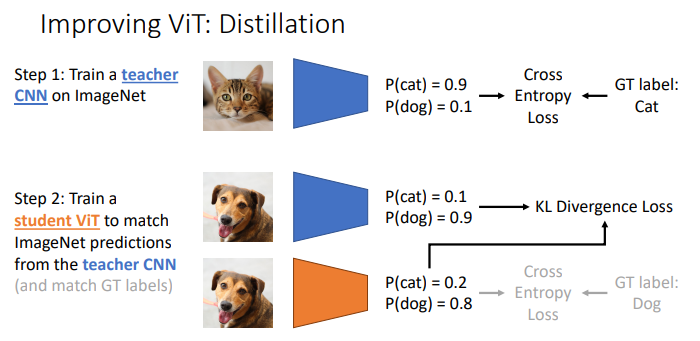 Improving ViT: Distillation
Step 1: Train a teacher
CNN on ImageNet
P(cat) = 0.9
P(dog) = 0.1
Cross
Entropy
Loss
GT label:
Cat
Step 2: Train a
student ViT to match
ImageNet predictions
from the teacher CNN
(and match GT labels)
P(cat) = 0.1
P(dog) = 0.9
KL Divergence Loss
P(cat) = 0.2
P(dog) = 0.8
Cross
Entropy
Loss
GT label:
Dog